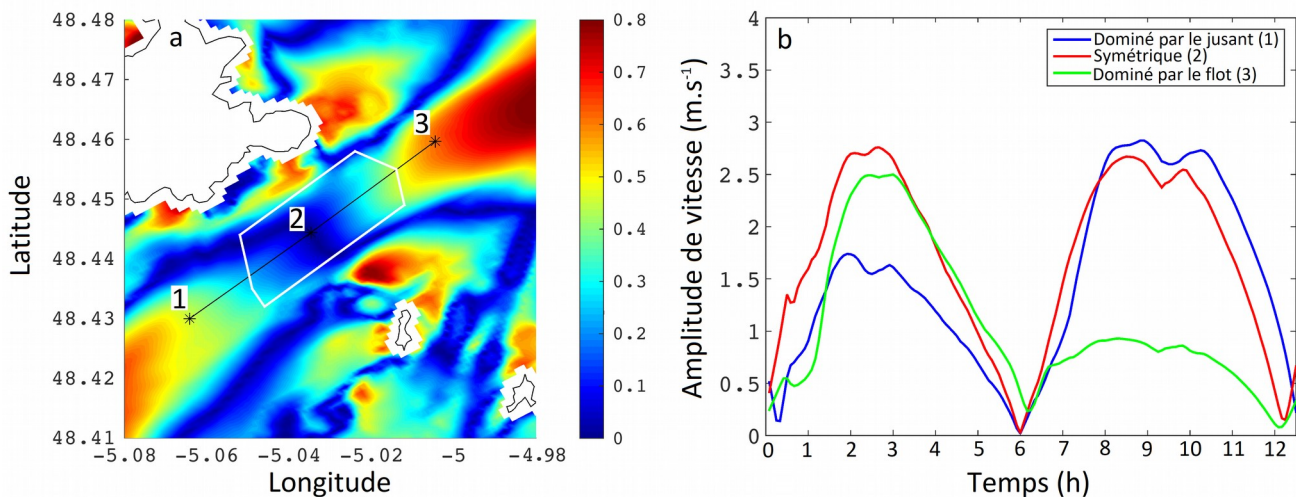 a
48.48
48.47
48.46
48.45
48.44
48.43
48.42
48.41
Latitude
-5.08 -5.06 -5.04 -5.02 -5 -4.98
Longitude
1
2
3
0.8
0.7
0.6
0.5
0.4
0.3
0.2
0.1
0
b
Dominé par le jusant (1)
Symétrique (2)
Dominé par le flot (3)
4
3.5
3
2.5
2
1.5
1
0.5
0
Amplitude de vitesse (m.s-1)
0 1 2 3 4 5 6 7 8 9 10 11 12
Temps (h)